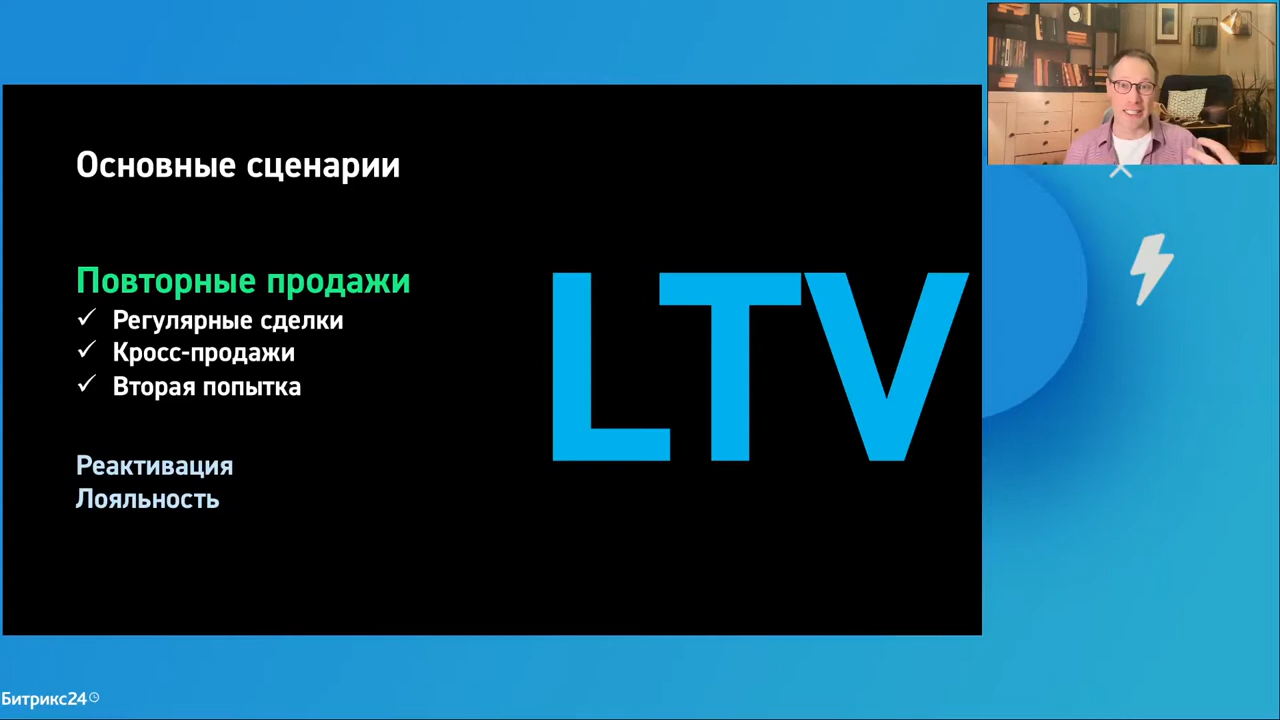 Основные сценарии
Повторные продажи
Регулярные сделки
Кросс-продажи
Вторая попытка
Реактивация
Лояльность
LTV
Битрикс24